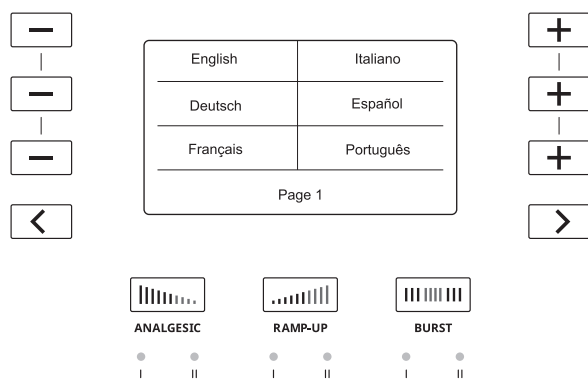 English Italiano
Deutsch Español
Français Português
Page 1
ANALGESIC RAMP-UP BURST
I II I II I II